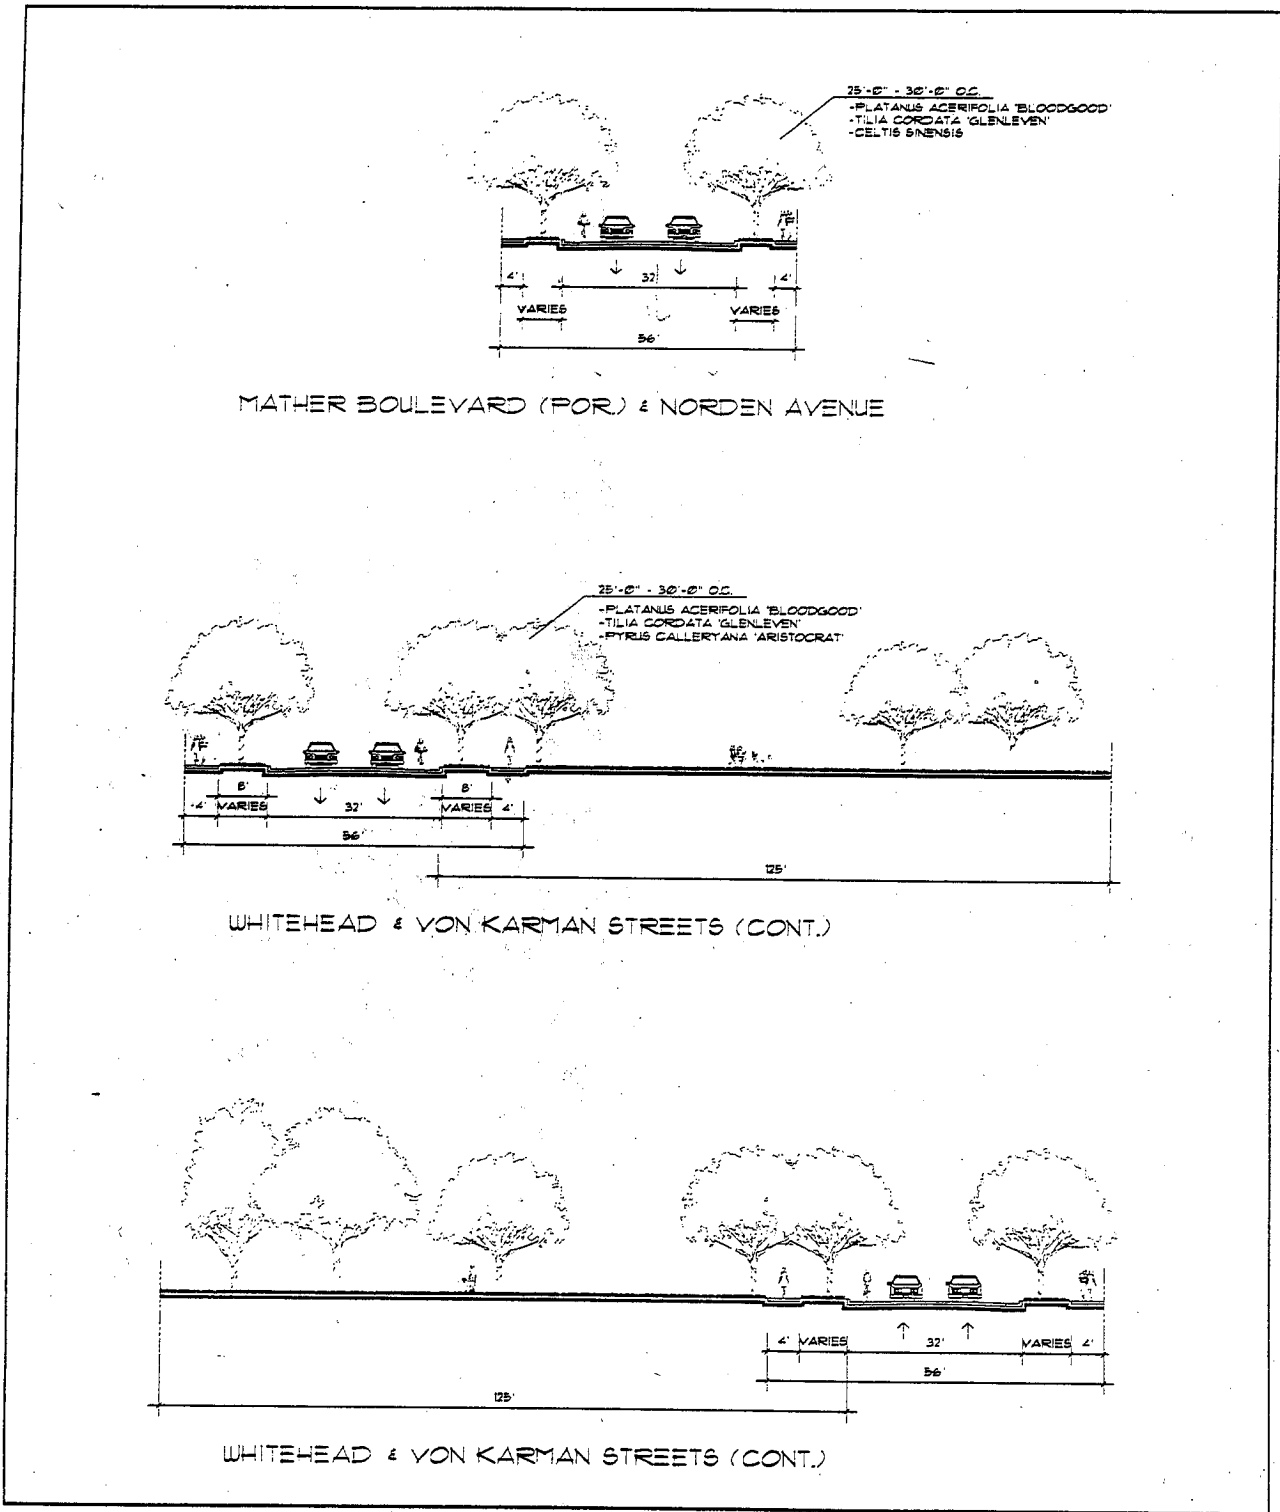 25'-0" - 30'-0" O.C.
-PLATANUS ACERIFOLIA 'BLOODGOOD'
-TILIA CORDATA 'GLENLEVEN'
-CELTIS SINENSIS
4' 32' 4'
VARIES VARIES
56'
MATHER BOULEVARD (POR.) & NORDEN AVENUE
25'-0" - 30'-0" O.C.
-PLATANUS ACERIFOLIA 'BLOODGOOD'
-TILIA CORDATA 'GLENLEVEN'
-PYRUS CALLERYANA 'ARISTOCRAT'
8' 8'
4' VARIES 32' VARIES 4'
56'
125'
WHITEHEAD & VON KARMAN STREETS (CONT.)
4' VARIES 32' VARIES 4'
56'
125'
WHITEHEAD & VON KARMAN STREETS (CONT.)